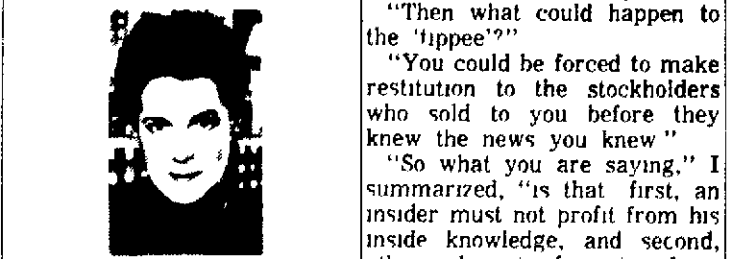 "Then what could happen to
the 'tippee'?"
"You could be forced to make
restitution to the stockholders
who sold to you before they
knew the news you knew"
"So what you are saying," I
summarized, "is that first, an
insider must not profit from his
inside knowledge, and second,